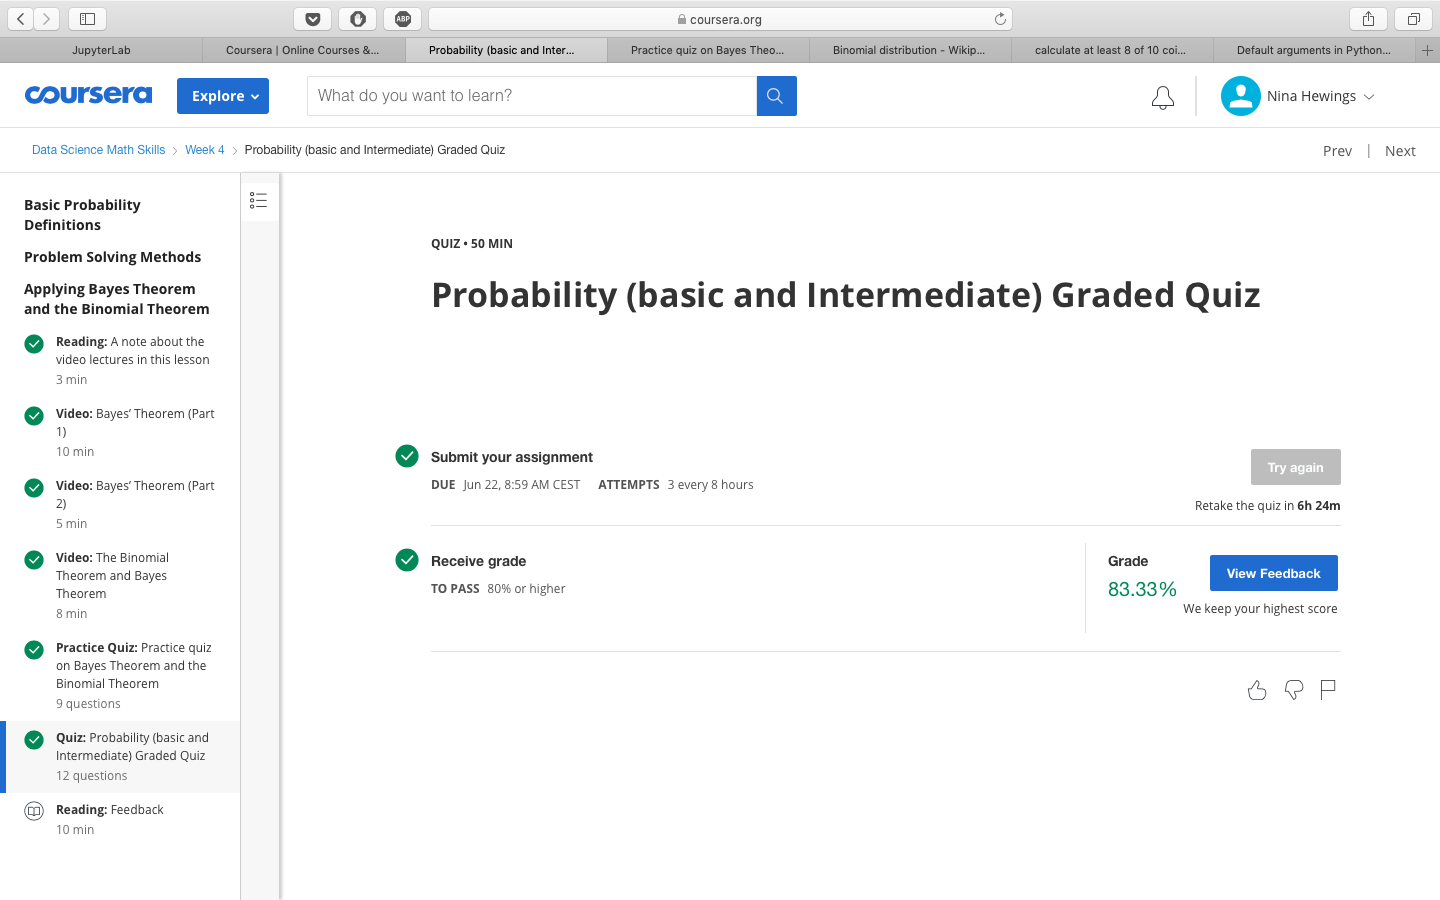 ABP
coursera.org
JupyterLab
Coursera | Online Courses &...
Probability (basic and Inter...
Practice quiz on Bayes Theo...
Binomial distribution - Wikip...
calculate at least 8 of 10 coi...
Default arguments in Python...
coursera
Explore
What do you want to learn?
Nina Hewings
Data Science Math Skills > Week 4 > Probability (basic and Intermediate) Graded Quiz
Prev | Next
Basic Probability
Definitions
Problem Solving Methods
Applying Bayes Theorem
and the Binomial Theorem
Reading: A note about the
video lectures in this lesson
3 min
Video: Bayes’ Theorem (Part
1)
10 min
Video: Bayes’ Theorem (Part
2)
5 min
Video: The Binomial
Theorem and Bayes
Theorem
8 min
Practice Quiz: Practice quiz
on Bayes Theorem and the
Binomial Theorem
9 questions
Quiz: Probability (basic and
Intermediate) Graded Quiz
12 questions
Reading: Feedback
10 min
QUIZ • 50 MIN
Probability (basic and Intermediate) Graded Quiz
Submit your assignment
DUE Jun 22, 8:59 AM CEST ATTEMPTS 3 every 8 hours
Try again
Retake the quiz in 6h 24m
Receive grade
TO PASS 80% or higher
Grade
83.33%
View Feedback
We keep your highest score